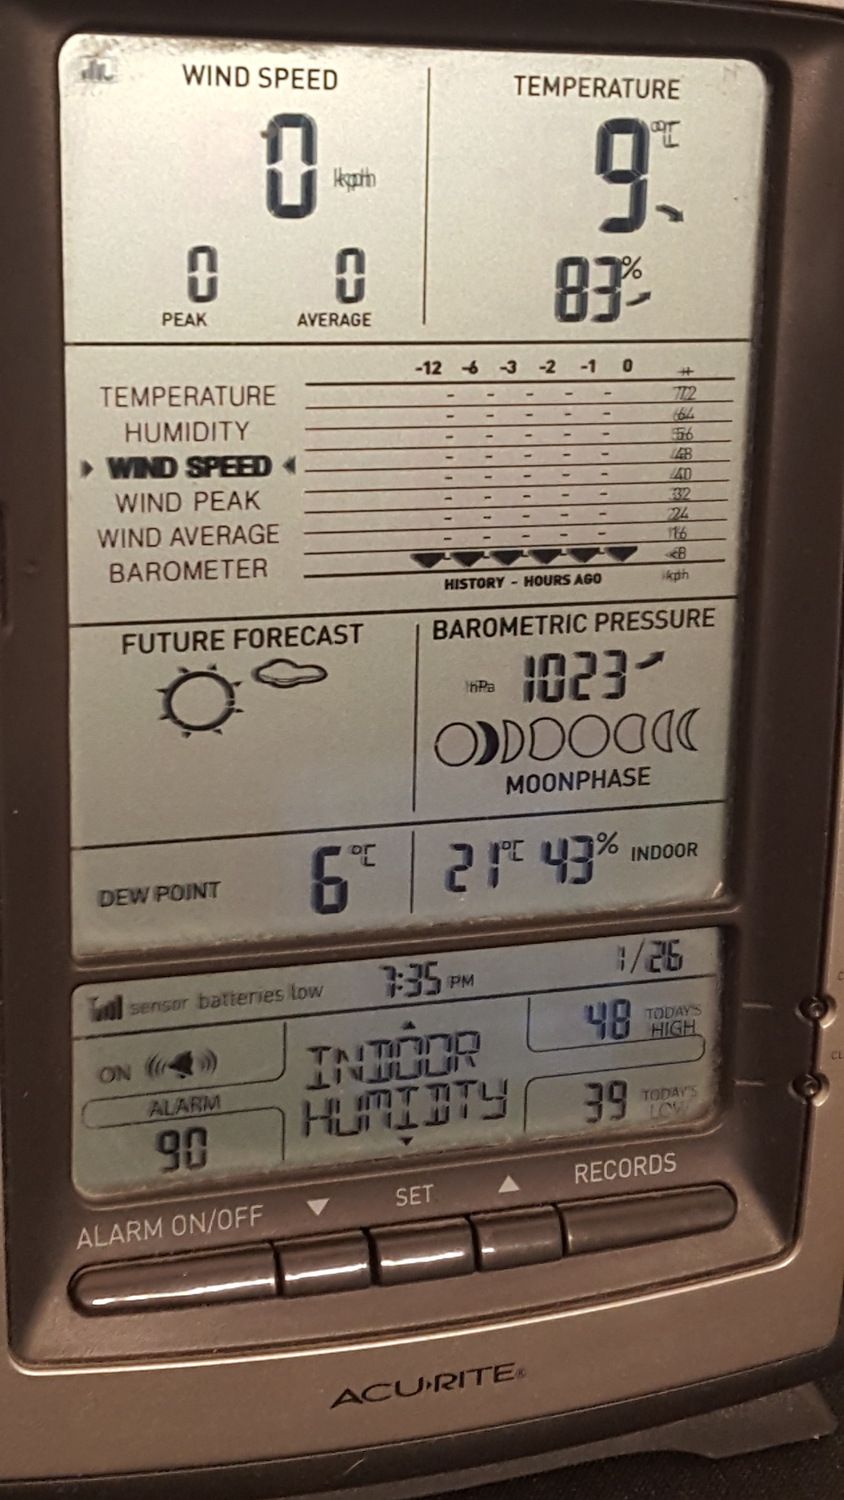 WIND SPEED
0 kph
0 PEAK
0 AVERAGE
TEMPERATURE
9 °C
83 %
-12 -6 -3 -2 -1 0 +
TEMPERATURE
HUMIDITY
WIND SPEED
WIND PEAK
WIND AVERAGE
BAROMETER
72
64
56
48
40
32
24
16
<8
kph
HISTORY - HOURS AGO
FUTURE FORECAST
BAROMETRIC PRESSURE
hPa 1023
MOONPHASE
DEW POINT 6 °C
21 °C 43 % INDOOR
sensor batteries low 7:35 PM 1/26
ON
ALARM
90
INDOOR
HUMIDTY
48 TODAY'S HIGH
39 TODAY'S LOW
ALARM ON/OFF SET RECORDS
ACU-RITE®